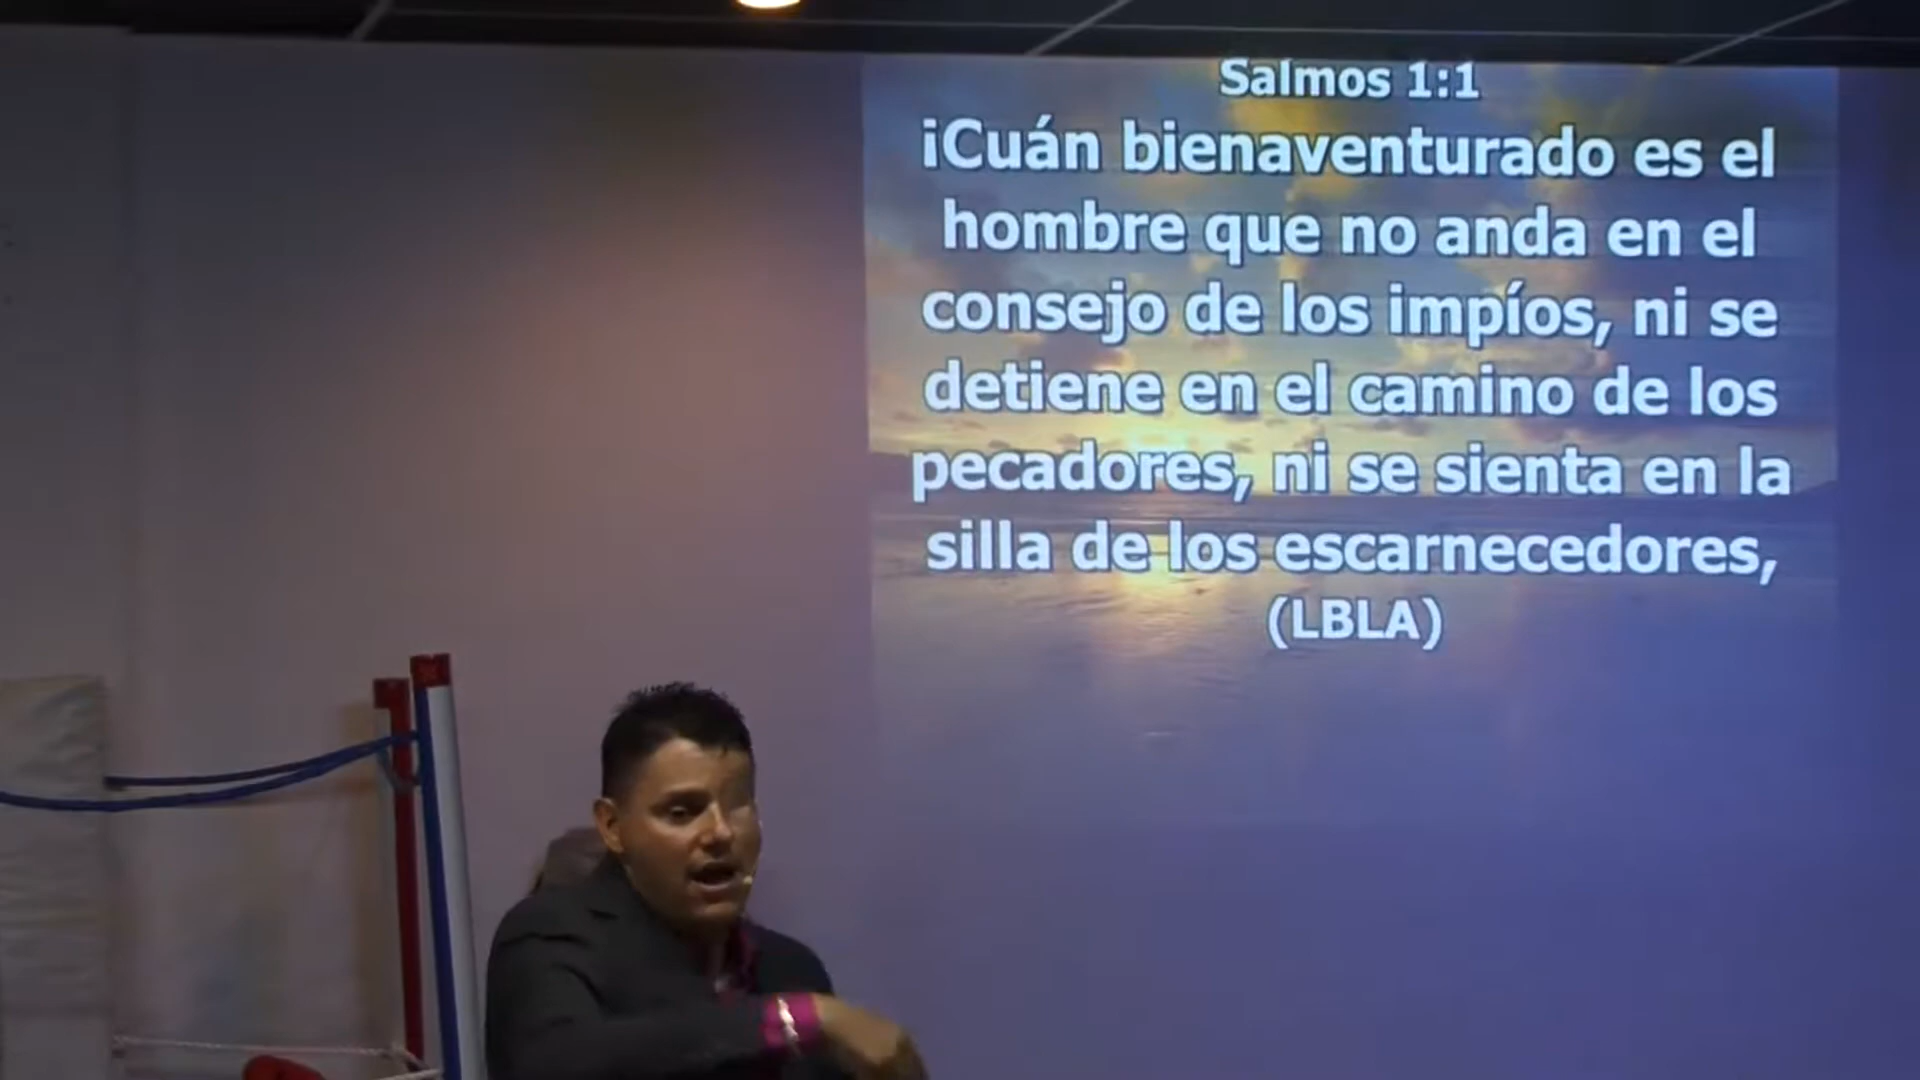 Salmos 1:1
¡Cuán bienaventurado es el
hombre que no anda en el
consejo de los impíos, ni se
detiene en el camino de los
pecadores, ni se sienta en la
silla de los escarnecedores,
(LBLA)